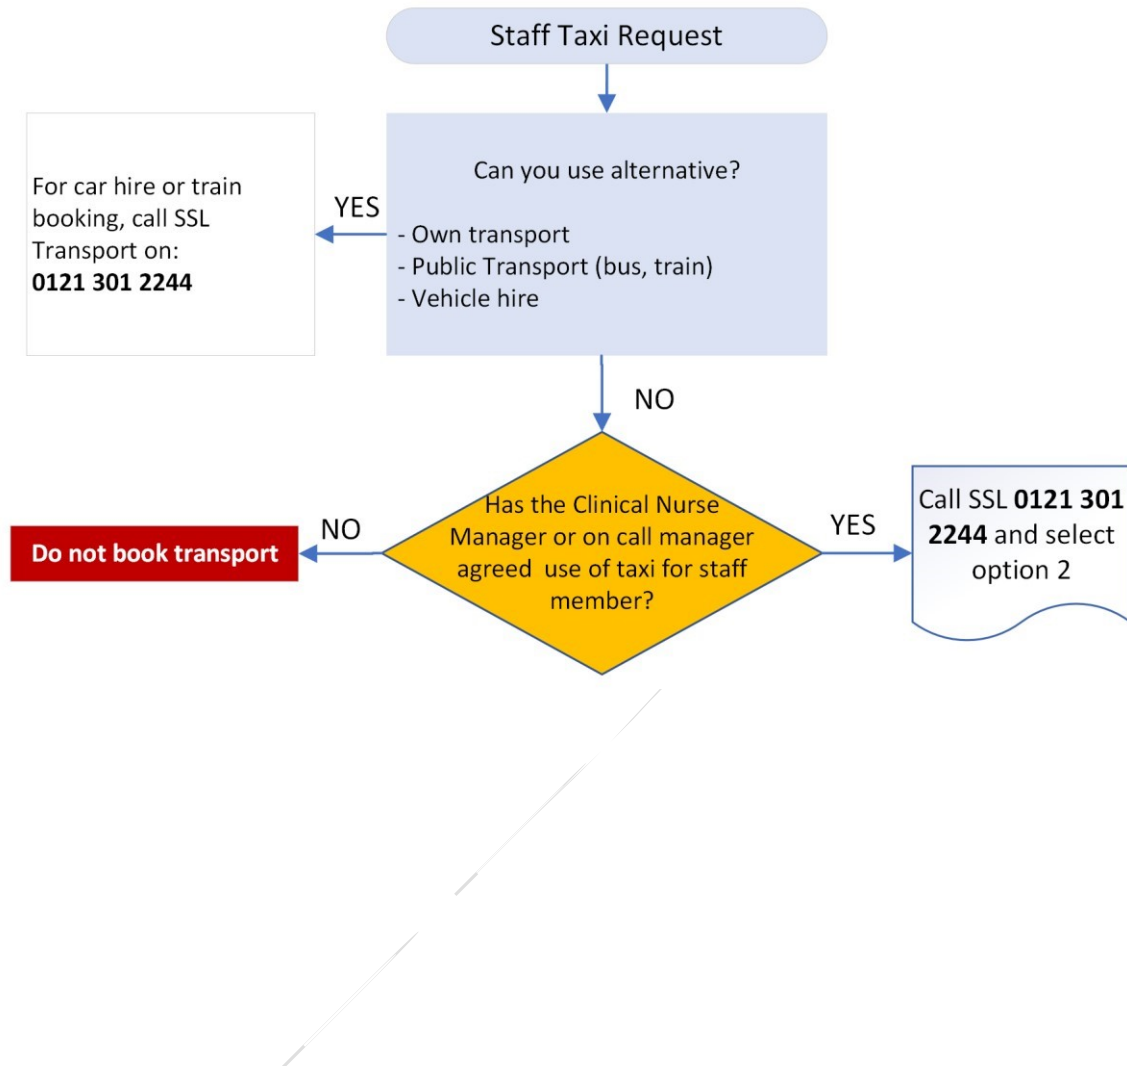 Staff Taxi Request
Can you use alternative?
- Own transport
- Public Transport (bus, train)
- Vehicle hire
YES
For car hire or train
booking, call SSL
Transport on:
0121 301 2244
NO
Has the Clinical Nurse
Manager or on call manager
agreed use of taxi for staff
member?
NO
Do not book transport
YES
Call SSL 0121 301
2244 and select
option 2